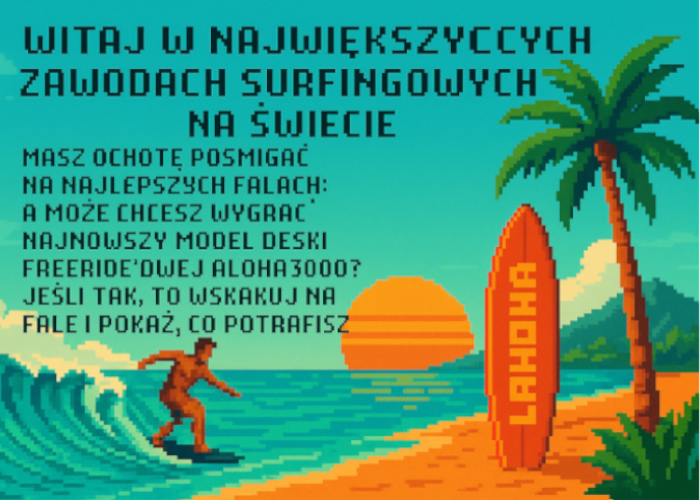 WITAJ W NAJWIĘKSZYCCYCH
ZAWODACH SURFINGOWYCH
NA ŚWIECIE
MASZ OCHOTĘ POSMIGAĆ
NA NAJLEPSZYCH FALACH:
A MOŻE CHCESZ WYGRAĆ
NAJNOWSZY MODEL DESKI
FREERIDE'DWEJ ALOHA3000?
JEŚLI TAK, TO WSKAKUJ NA
FALE I POKAŻ, CO POTRAFISZ
LAHOHA